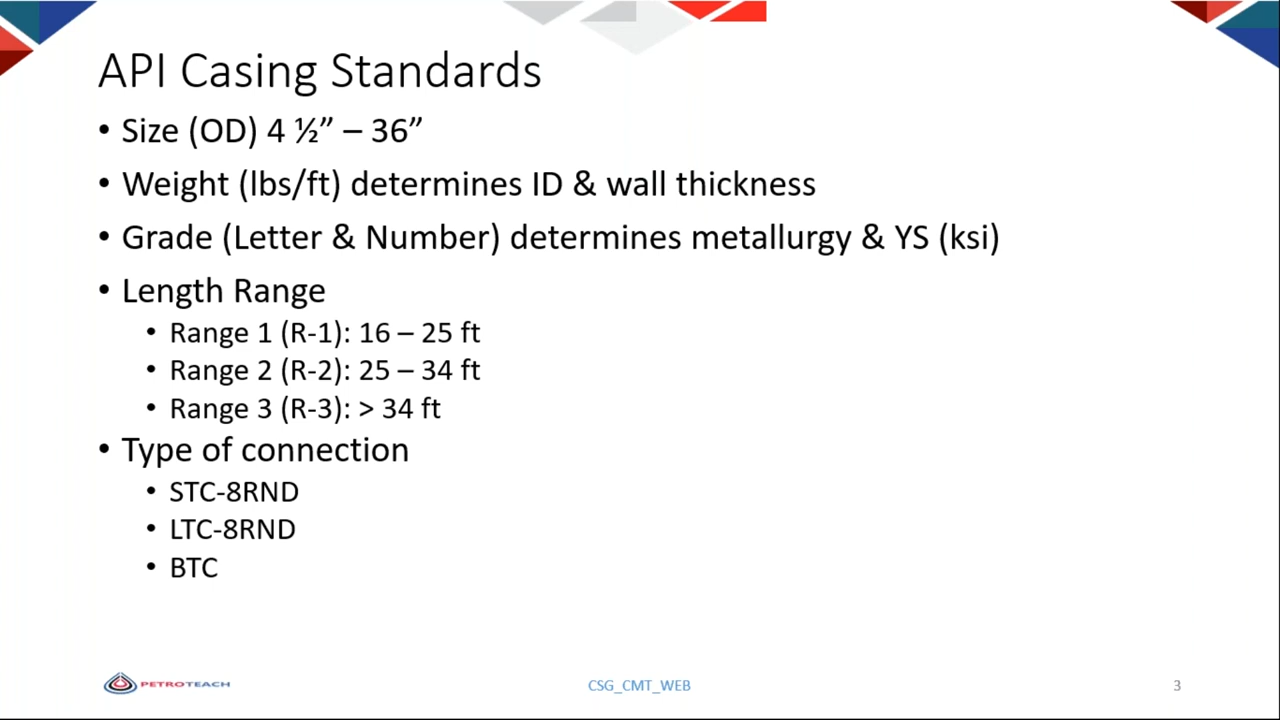 API Casing Standards
• Size (OD) 4 ½” – 36”
• Weight (lbs/ft) determines ID & wall thickness
• Grade (Letter & Number) determines metallurgy & YS (ksi)
• Length Range
• Range 1 (R-1): 16 – 25 ft
• Range 2 (R-2): 25 – 34 ft
• Range 3 (R-3): > 34 ft
• Type of connection
• STC-8RND
• LTC-8RND
• BTC
PETROTEACH
CSG_CMT_WEB
3